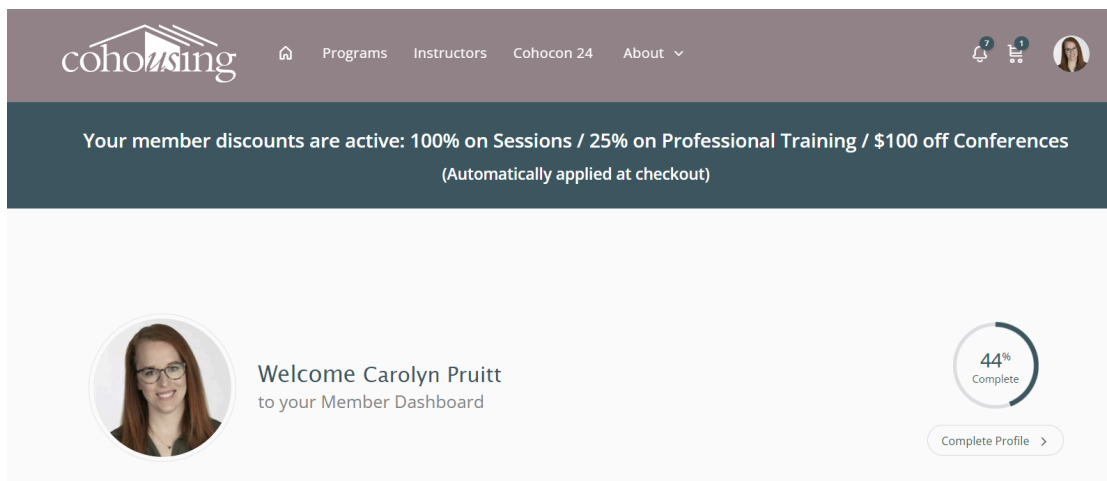 cohousing
Programs Instructors Cohocon 24 About
7 1
Your member discounts are active: 100% on Sessions / 25% on Professional Training / $100 off Conferences
(Automatically applied at checkout)
Welcome Carolyn Pruitt
to your Member Dashboard
44%
Complete
Complete Profile